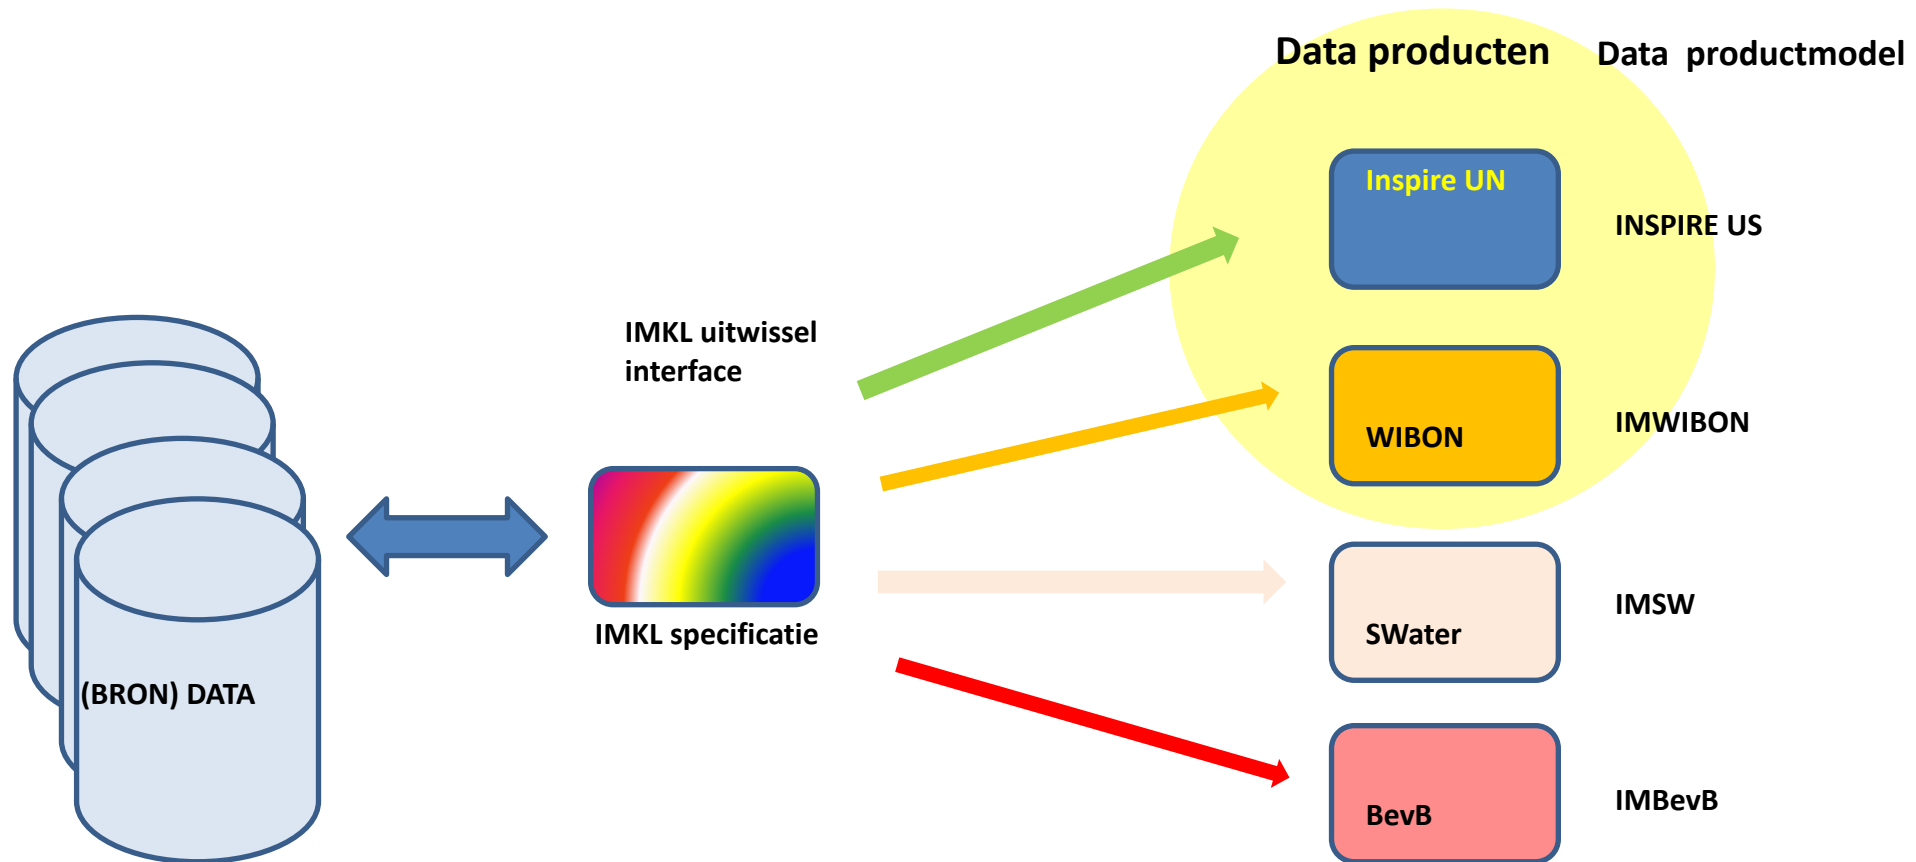 Data producten
Data productmodel
Inspire UN
INSPIRE US
IMKL uitwissel
interface
WIBON
IMWIBON
IMKL specificatie
SWater
IMSW
(BRON) DATA
BevB
IMBevB